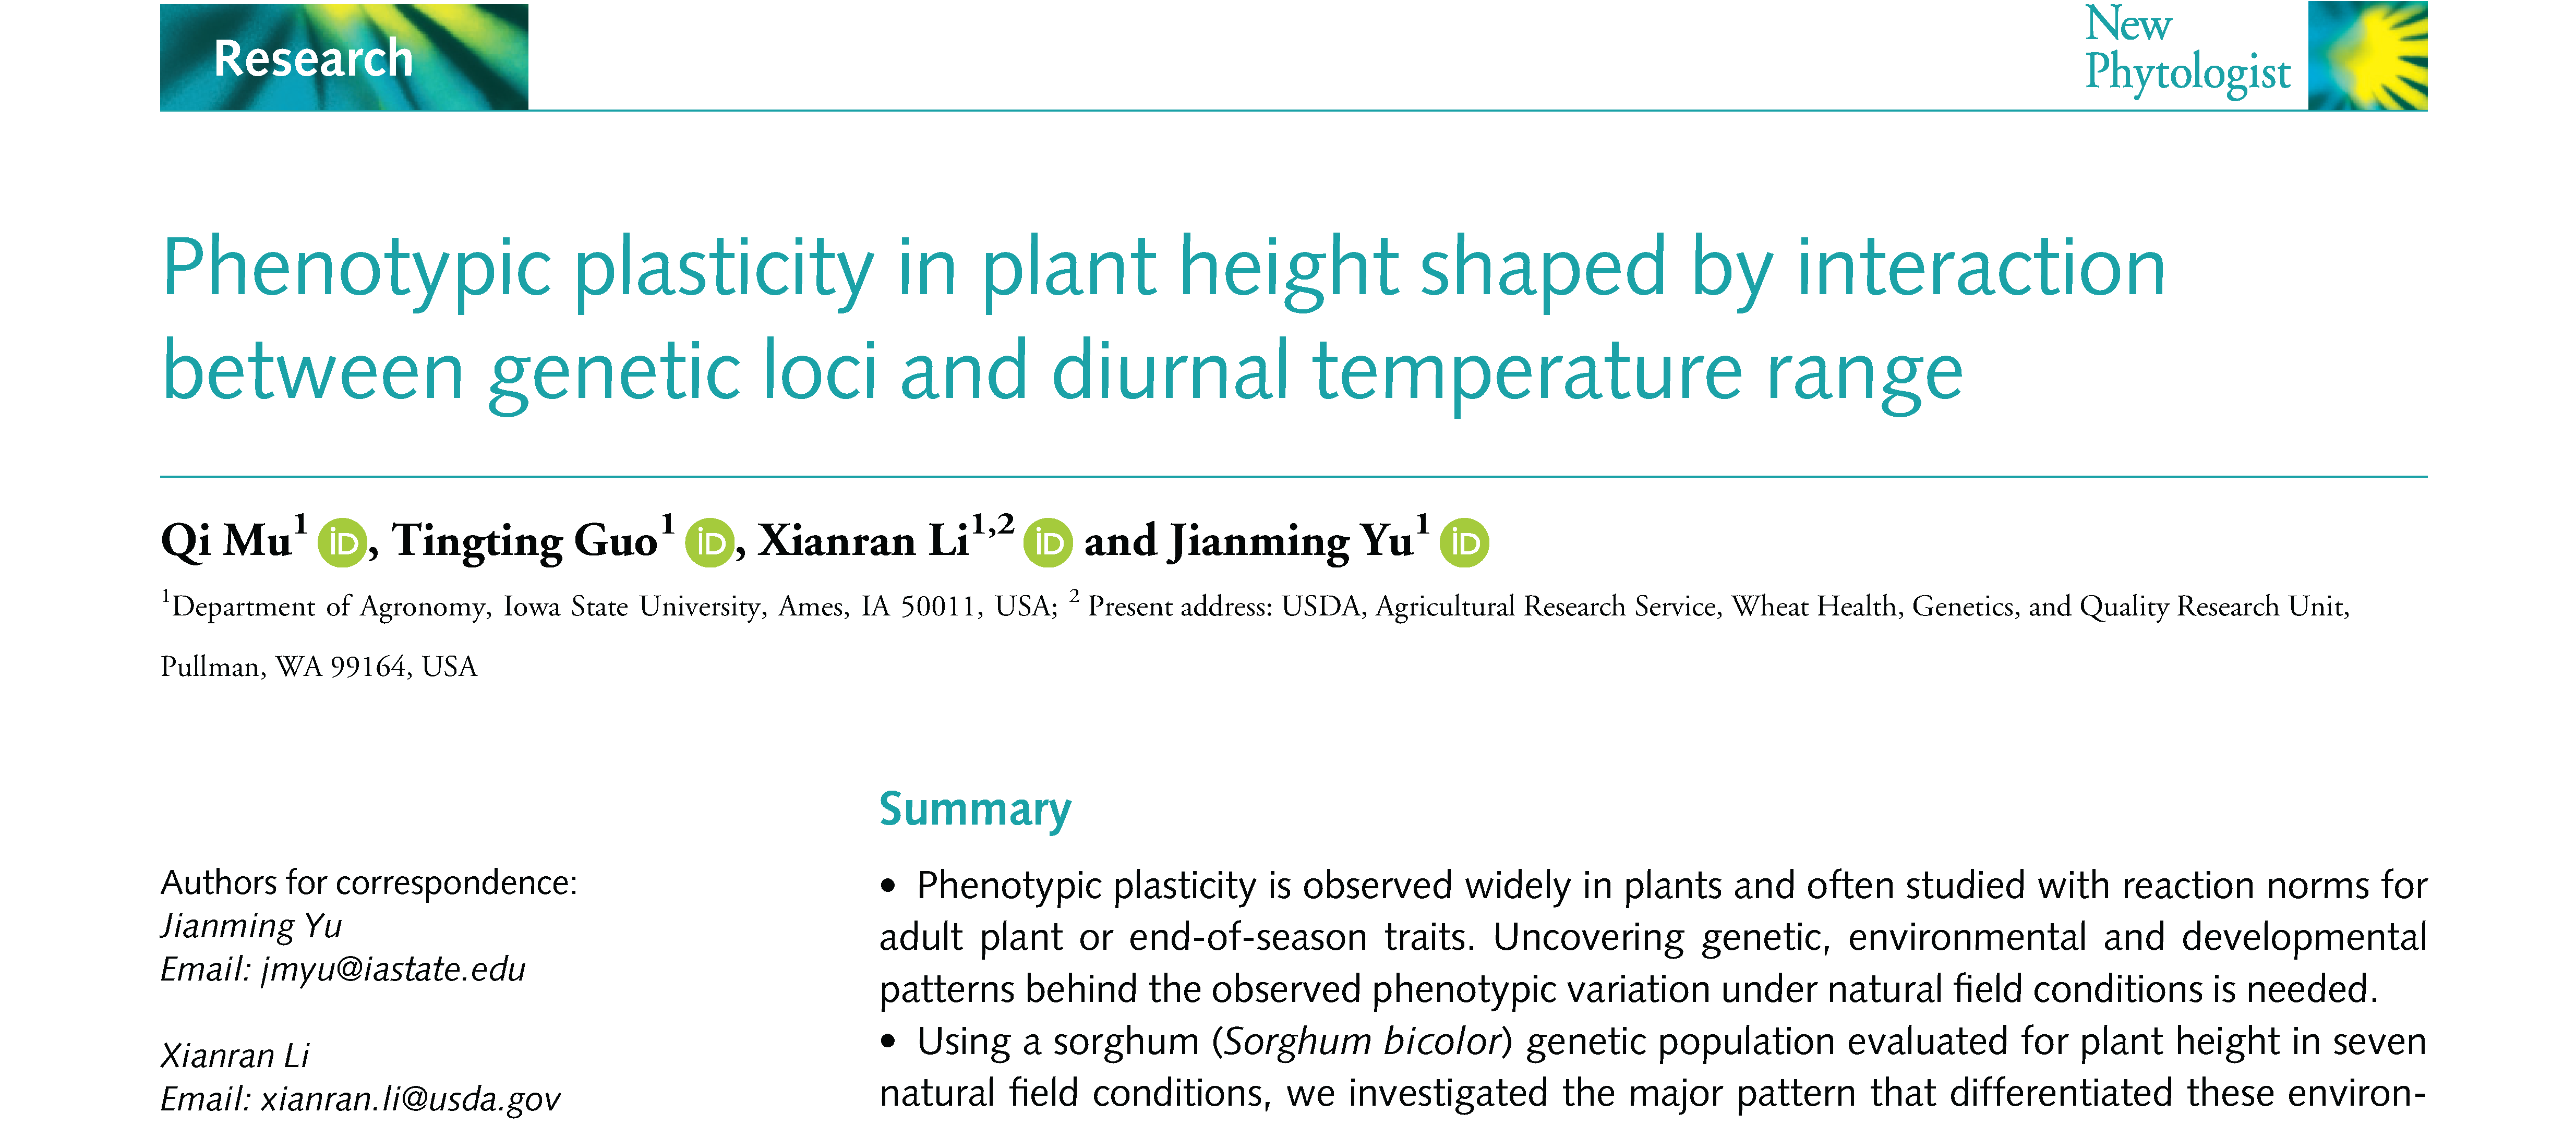 Research
New
Phytologist
Phenotypic plasticity in plant height shaped by interaction
between genetic loci and diurnal temperature range
Qi Mu1 iD, Tingting Guo1 iD, Xianran Li1,2 iD and Jianming Yu1 iD
1Department of Agronomy, Iowa State University, Ames, IA 50011, USA; 2 Present address: USDA, Agricultural Research Service, Wheat Health, Genetics, and Quality Research Unit,
Pullman, WA 99164, USA
Authors for correspondence:
Jianming Yu
Email: jmyu@iastate.edu
Xianran Li
Email: xianran.li@usda.gov
Summary
• Phenotypic plasticity is observed widely in plants and often studied with reaction norms for
adult plant or end-of-season traits. Uncovering genetic, environmental and developmental
patterns behind the observed phenotypic variation under natural field conditions is needed.
• Using a sorghum (Sorghum bicolor) genetic population evaluated for plant height in seven
natural field conditions, we investigated the major pattern that differentiated these environ-